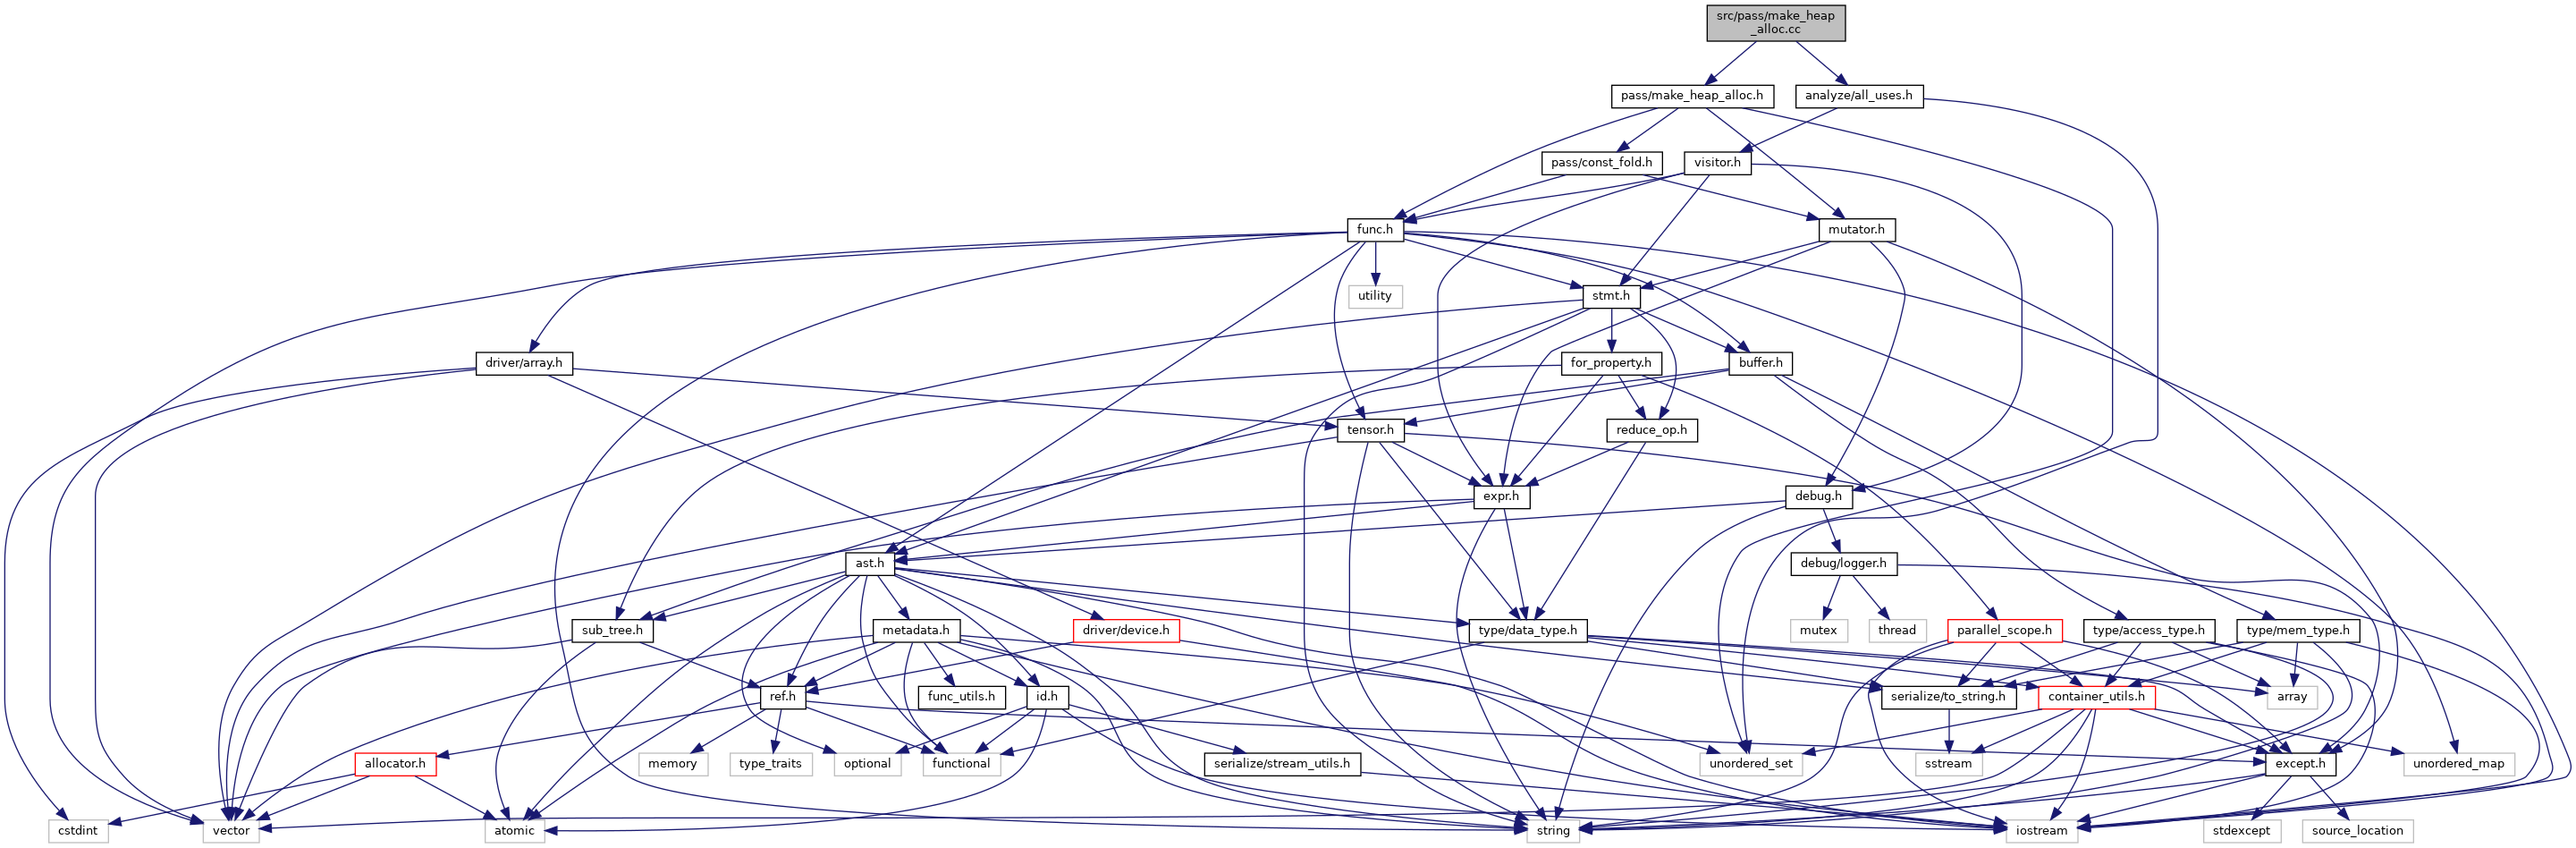 src/pass/make_heap
_alloc.cc
pass/make_heap_alloc.h
analyze/all_uses.h
pass/const_fold.h
visitor.h
func.h
mutator.h
utility
stmt.h
driver/array.h
for_property.h
buffer.h
tensor.h
reduce_op.h
expr.h
debug.h
ast.h
debug/logger.h
sub_tree.h
metadata.h
driver/device.h
type/data_type.h
mutex
thread
parallel_scope.h
type/access_type.h
type/mem_type.h
ref.h
func_utils.h
id.h
serialize/to_string.h
container_utils.h
array
allocator.h
memory
type_traits
optional
functional
serialize/stream_utils.h
unordered_set
sstream
except.h
unordered_map
cstdint
vector
atomic
string
iostream
stdexcept
source_location